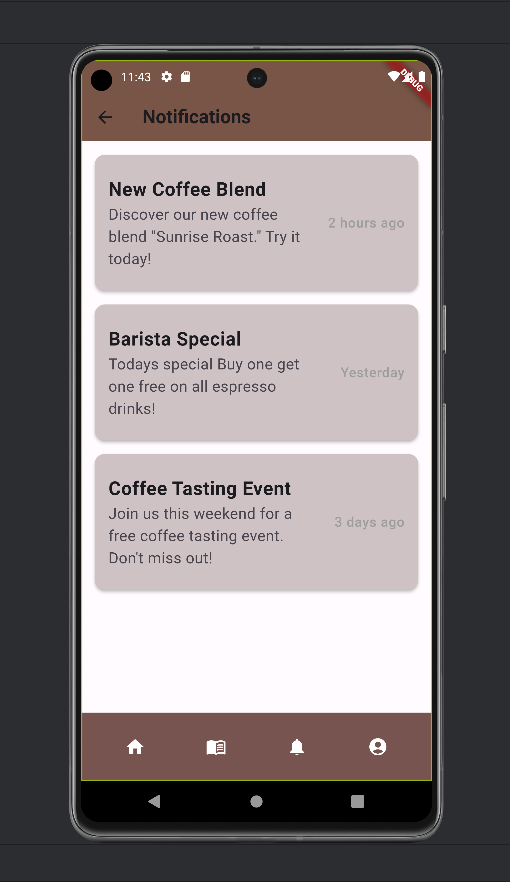 11:43
DEBUG
Notifications
New Coffee Blend
Discover our new coffee
blend "Sunrise Roast." Try it
today!
2 hours ago
Barista Special
Todays special Buy one get
one free on all espresso
drinks!
Yesterday
Coffee Tasting Event
Join us this weekend for a
free coffee tasting event.
Don't miss out!
3 days ago